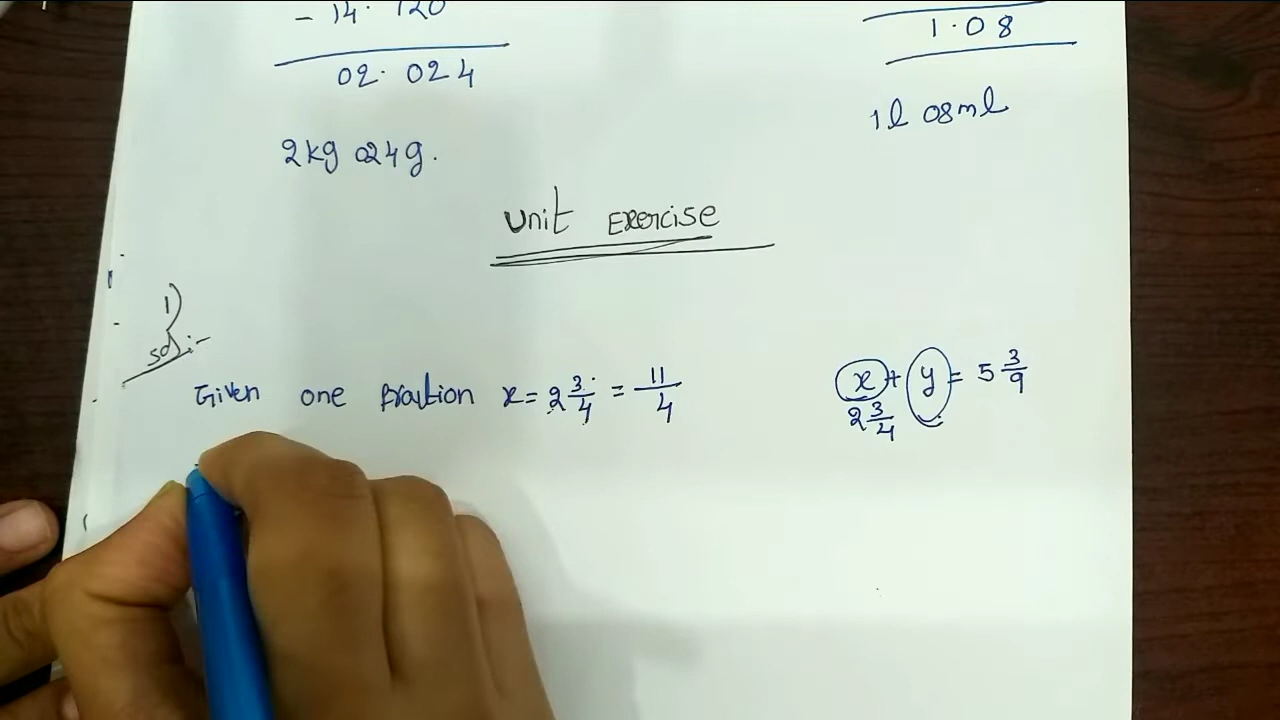 - 14. 120
02. 024
2kg 024g.
1.08
1l 08ml
Unit Exercise
1)
sol:-
Given one fraction x = 2 3/4 = 11/4
x + y = 5 3/9
2 3/4